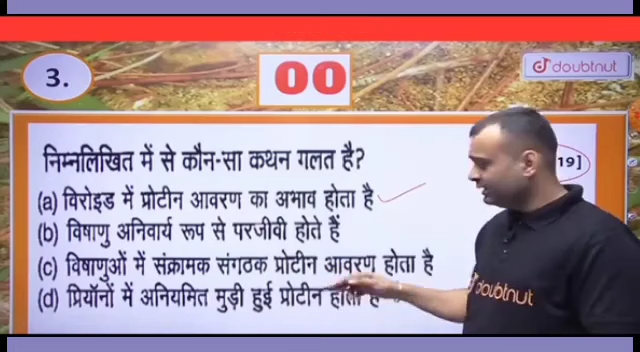 3.
00
doubtnut
निम्नलिखित में से कौन-सा कथन गलत है?
19]
(a) विरोइड में प्रोटीन आवरण का अभाव होता है
(b) विषाणु अनिवार्य रूप से परजीवी होते हैं
(c) विषाणुओं में संक्रामक संगठक प्रोटीन आवरण होता है
(d) प्रियॉनों में अनियमित मुड़ी हुई प्रोटीन होती है
doubtnut